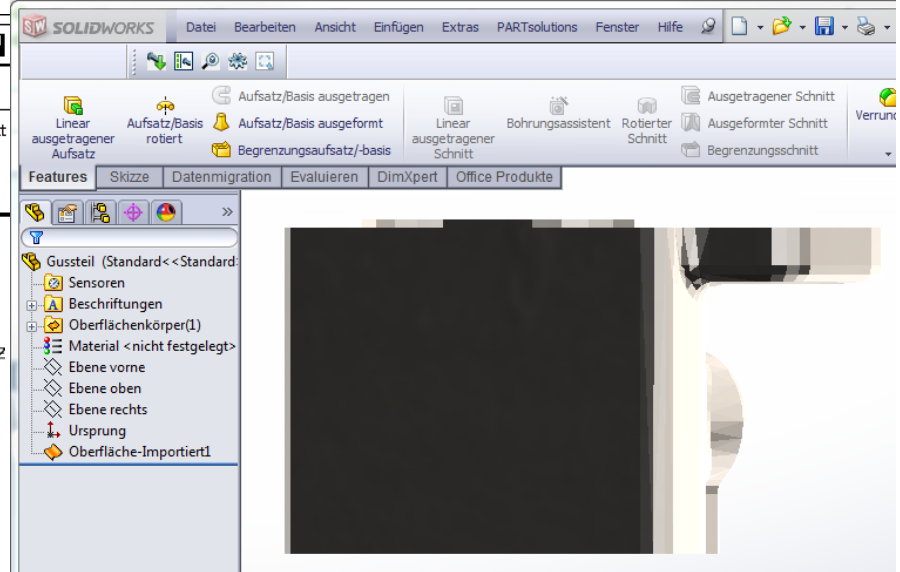 SOLIDWORKS Datei Bearbeiten Ansicht Einfügen Extras PARTsolutions Fenster Hilfe
Linear ausgetragener Aufsatz
Aufsatz/Basis rotiert
Aufsatz/Basis ausgetragen
Aufsatz/Basis ausgeformt
Begrenzungsaufsatz/-basis
Linear ausgetragener Schnitt
Bohrungsassistent
Rotierter Schnitt
Ausgetragener Schnitt
Ausgeformter Schnitt
Begrenzungsschnitt
Features Skizze Datenmigration Evaluieren DimXpert Office Produkte
Gussteil (Standard<<Standard
Sensoren
Beschriftungen
Oberflächenkörper(1)
Material <nicht festgelegt>
Ebene vorne
Ebene oben
Ebene rechts
Ursprung
Oberfläche-Importiert1